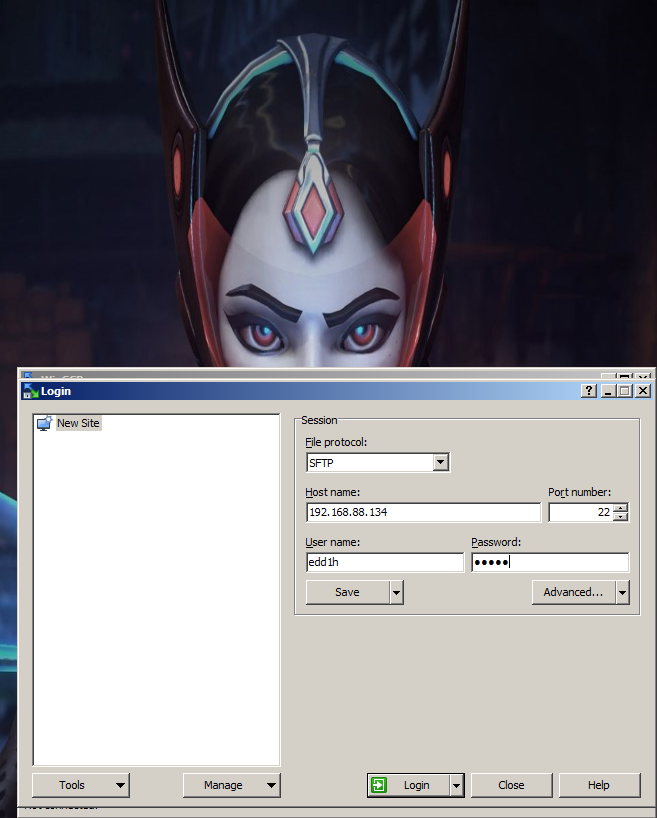 Login
New Site
Session
File protocol:
SFTP
Host name:
Port number:
192.168.88.134
22
User name:
Password:
edd1h
Save
Advanced...
Tools
Manage
Login
Close
Help